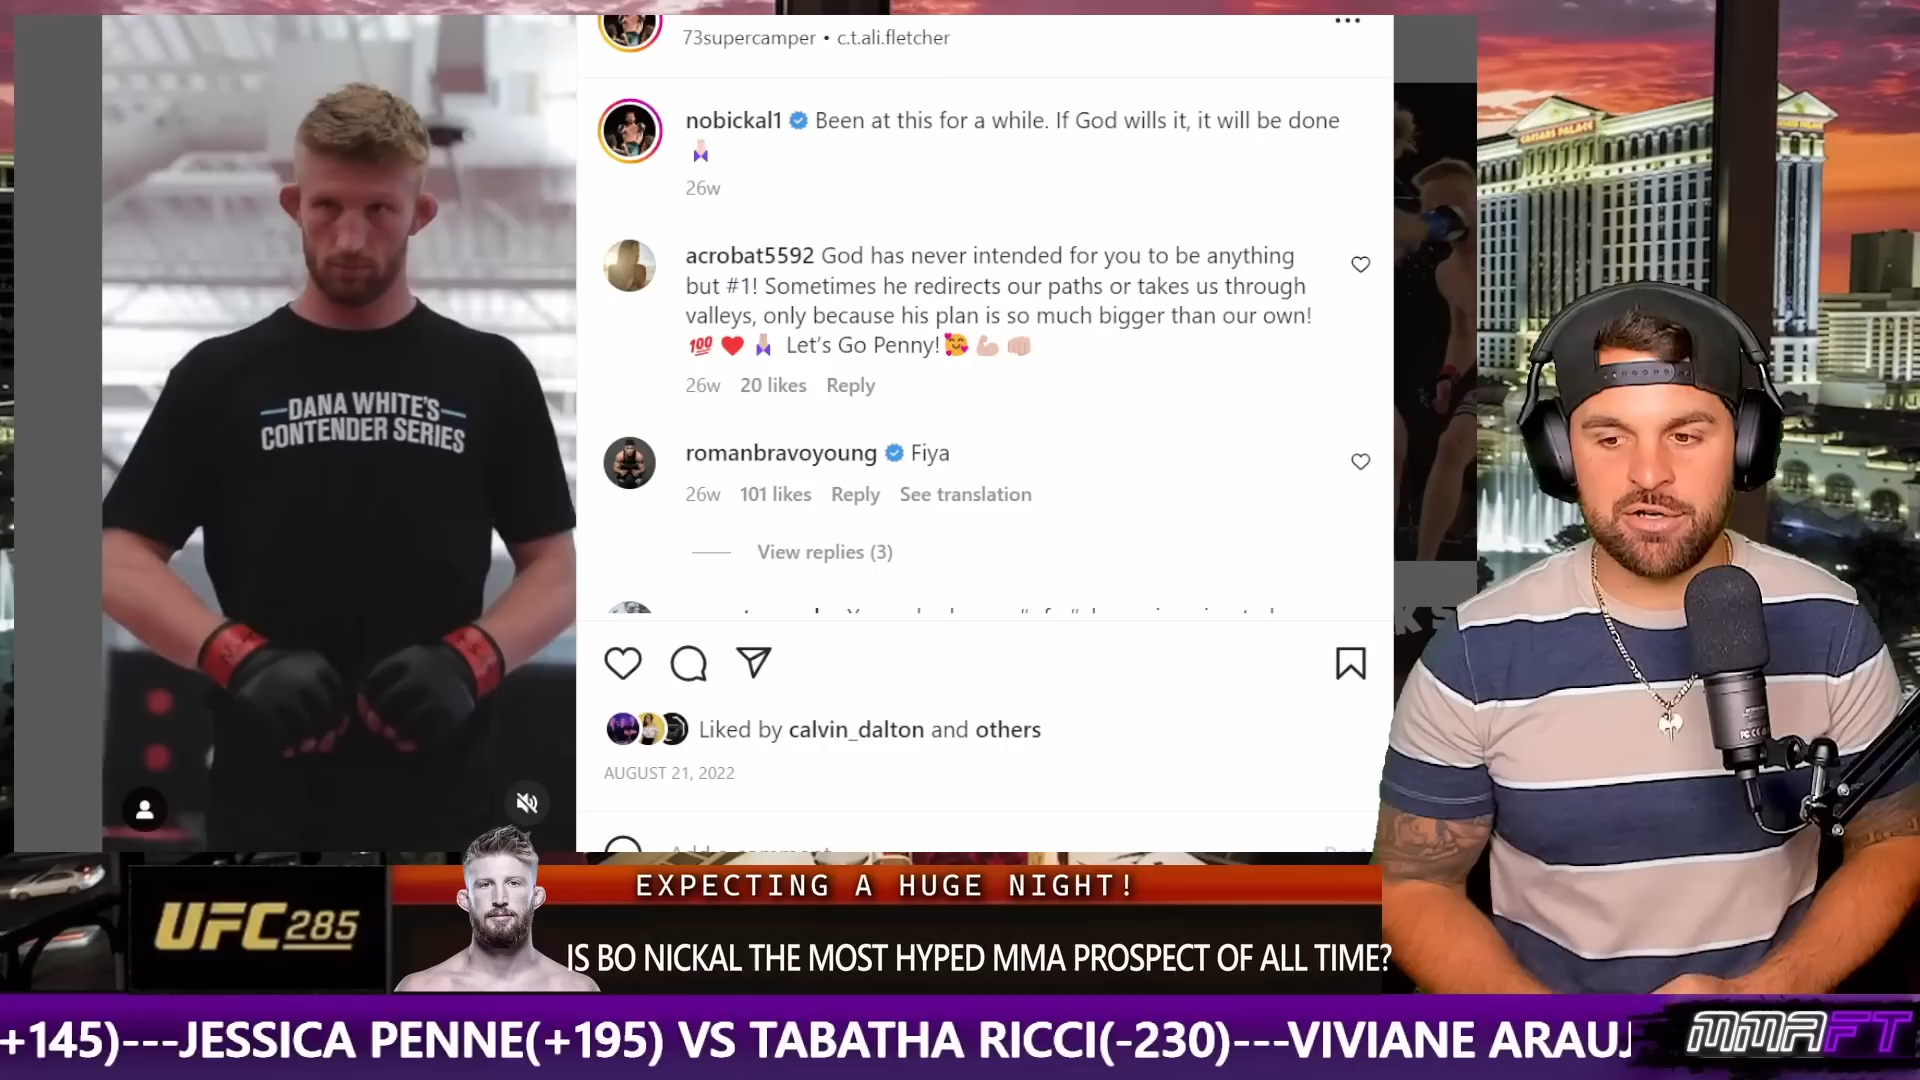 73supercamper • c.t.ali.fletcher
nobickal1 Been at this for a while. If God wills it, it will be done
26w
acrobat5592 God has never intended for you to be anything
but #1! Sometimes he redirects our paths or takes us through
valleys, only because his plan is so much bigger than our own!
💯 ❤️ Let's Go Penny! 🥰 💪🏼 👊🏼
26w 20 likes Reply
romanbravoyoung Fiya
26w 101 likes Reply See translation
View replies (3)
Liked by calvin_dalton and others
AUGUST 21, 2022
DANA WHITE'S
CONTENDER SERIES
CAESARS PALACE
UFC 285
EXPECTING A HUGE NIGHT!
IS BO NICKAL THE MOST HYPED MMA PROSPECT OF ALL TIME?
+145)---JESSICA PENNE(+195) VS TABATHA RICCI(-230)---VIVIANE ARAUJ
MMAFT